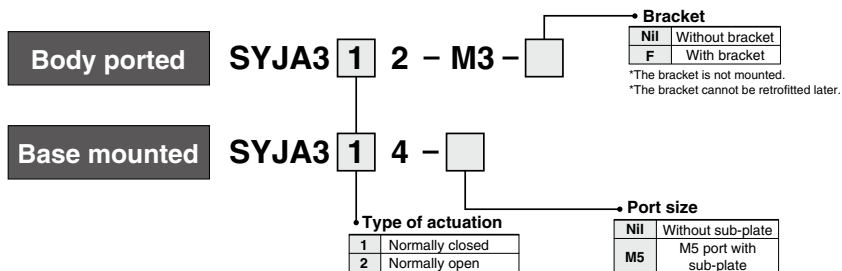 Body ported
SYJA3 1 2 – M3 –
Bracket
Nil Without bracket
F With bracket
*The bracket is not mounted.
*The bracket cannot be retrofitted later.
Base mounted
SYJA3 1 4 –
Type of actuation
1 Normally closed
2 Normally open
Port size
Nil Without sub-plate
M5 M5 port with
sub-plate